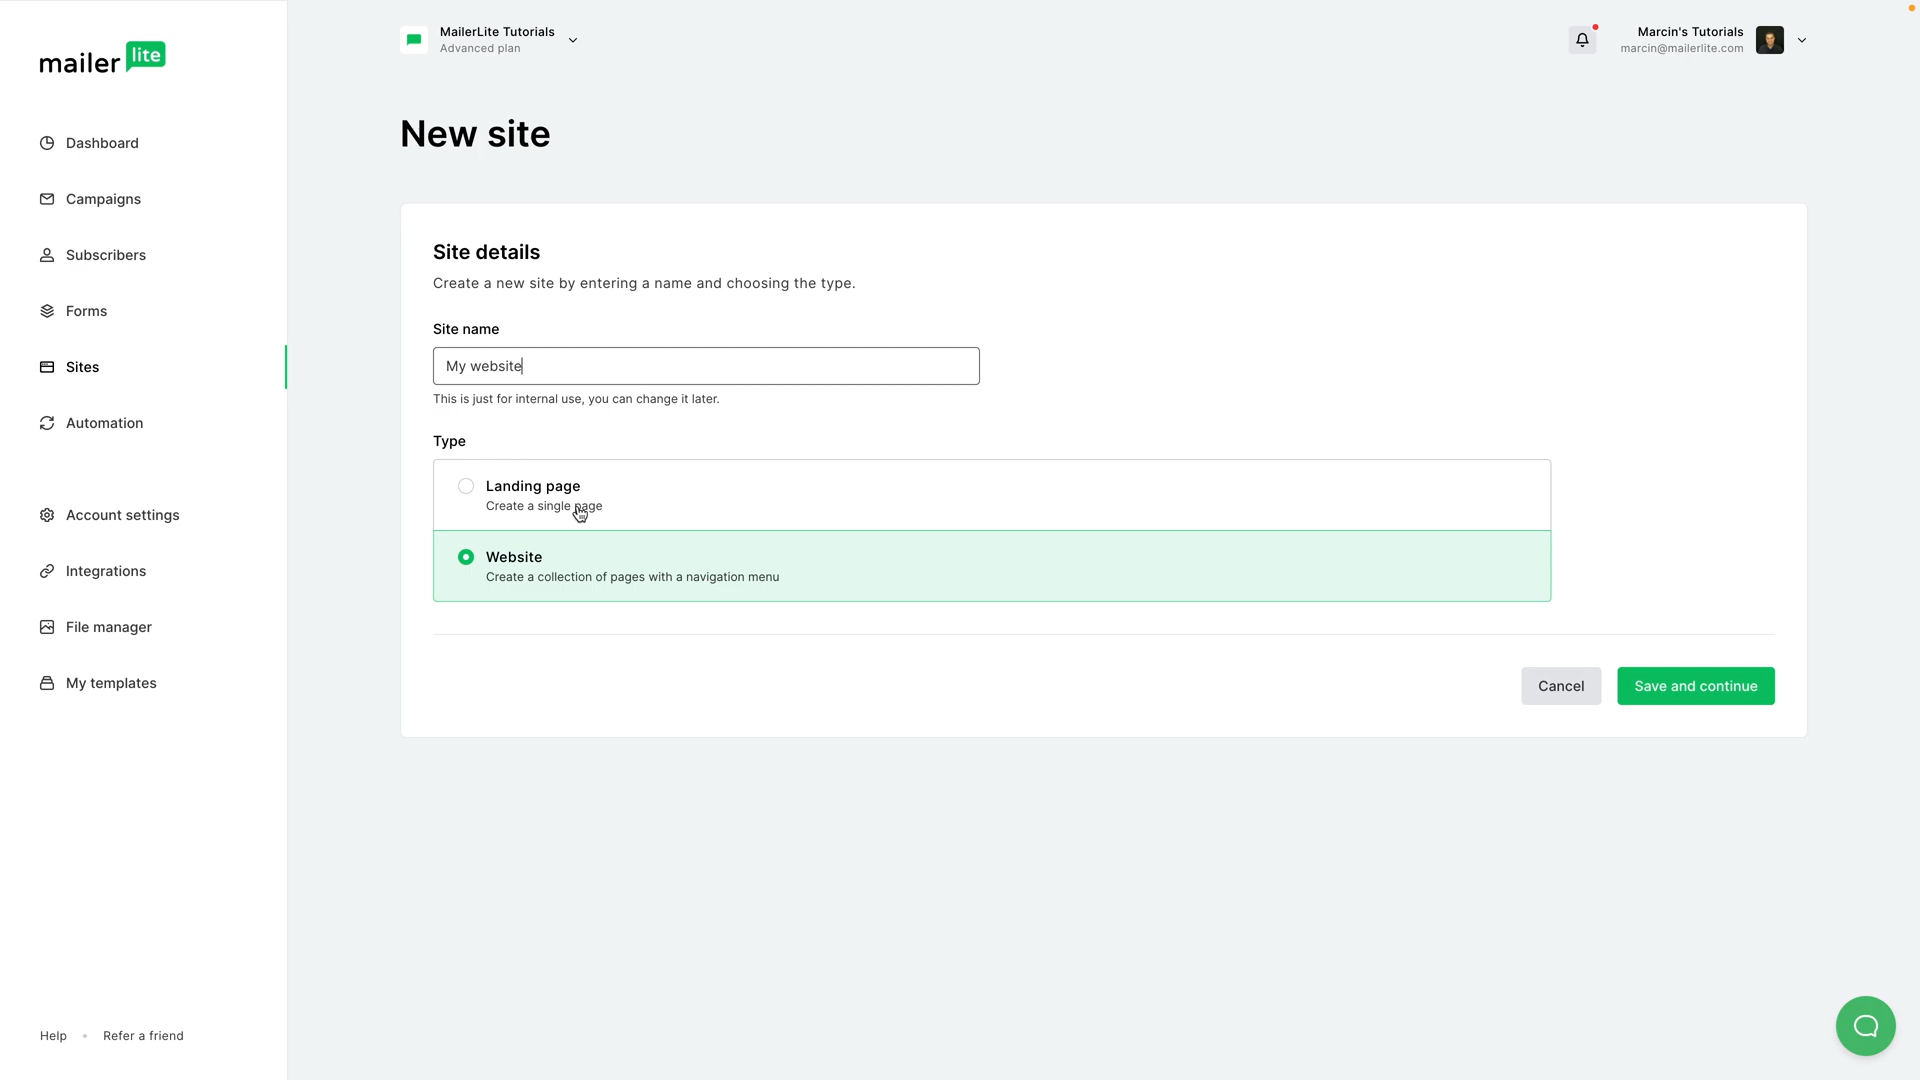 mailer lite
Dashboard
Campaigns
Subscribers
Forms
Sites
Automation
Account settings
Integrations
File manager
My templates
Help • Refer a friend
MailerLite Tutorials
Advanced plan
Marcin's Tutorials
marcin@mailerlite.com
New site
Site details
Create a new site by entering a name and choosing the type.
Site name
My website
This is just for internal use, you can change it later.
Type
Landing page
Create a single page
Website
Create a collection of pages with a navigation menu
Cancel
Save and continue